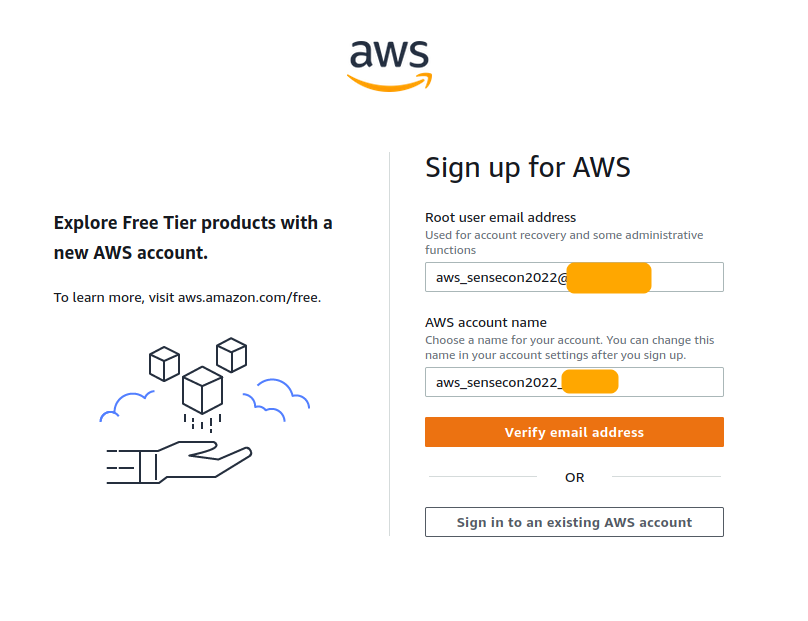 aws
Sign up for AWS
Explore Free Tier products with a
new AWS account.
To learn more, visit aws.amazon.com/free.
Root user email address
Used for account recovery and some administrative
functions
aws_sensecon2022@
AWS account name
Choose a name for your account. You can change this
name in your account settings after you sign up.
aws_sensecon2022_
Verify email address
OR
Sign in to an existing AWS account